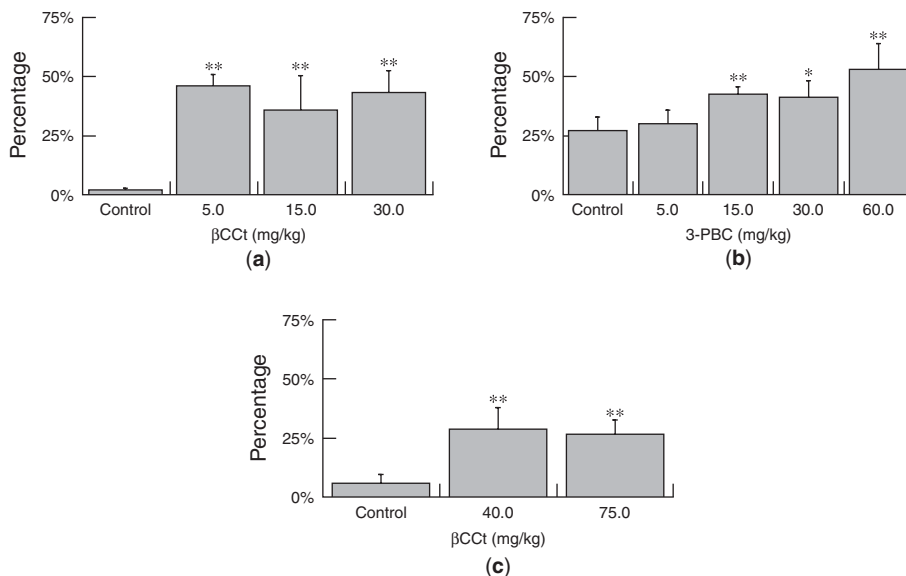 75%
50%
25%
0%
Percentage
**
**
**
Control
5.0
15.0
30.0
βCCt (mg/kg)
(a)
75%
50%
25%
0%
Percentage
**
*
**
Control
5.0
15.0
30.0
60.0
3-PBC (mg/kg)
(b)
75%
50%
25%
0%
Percentage
**
**
Control
40.0
75.0
βCCt (mg/kg)
(c)